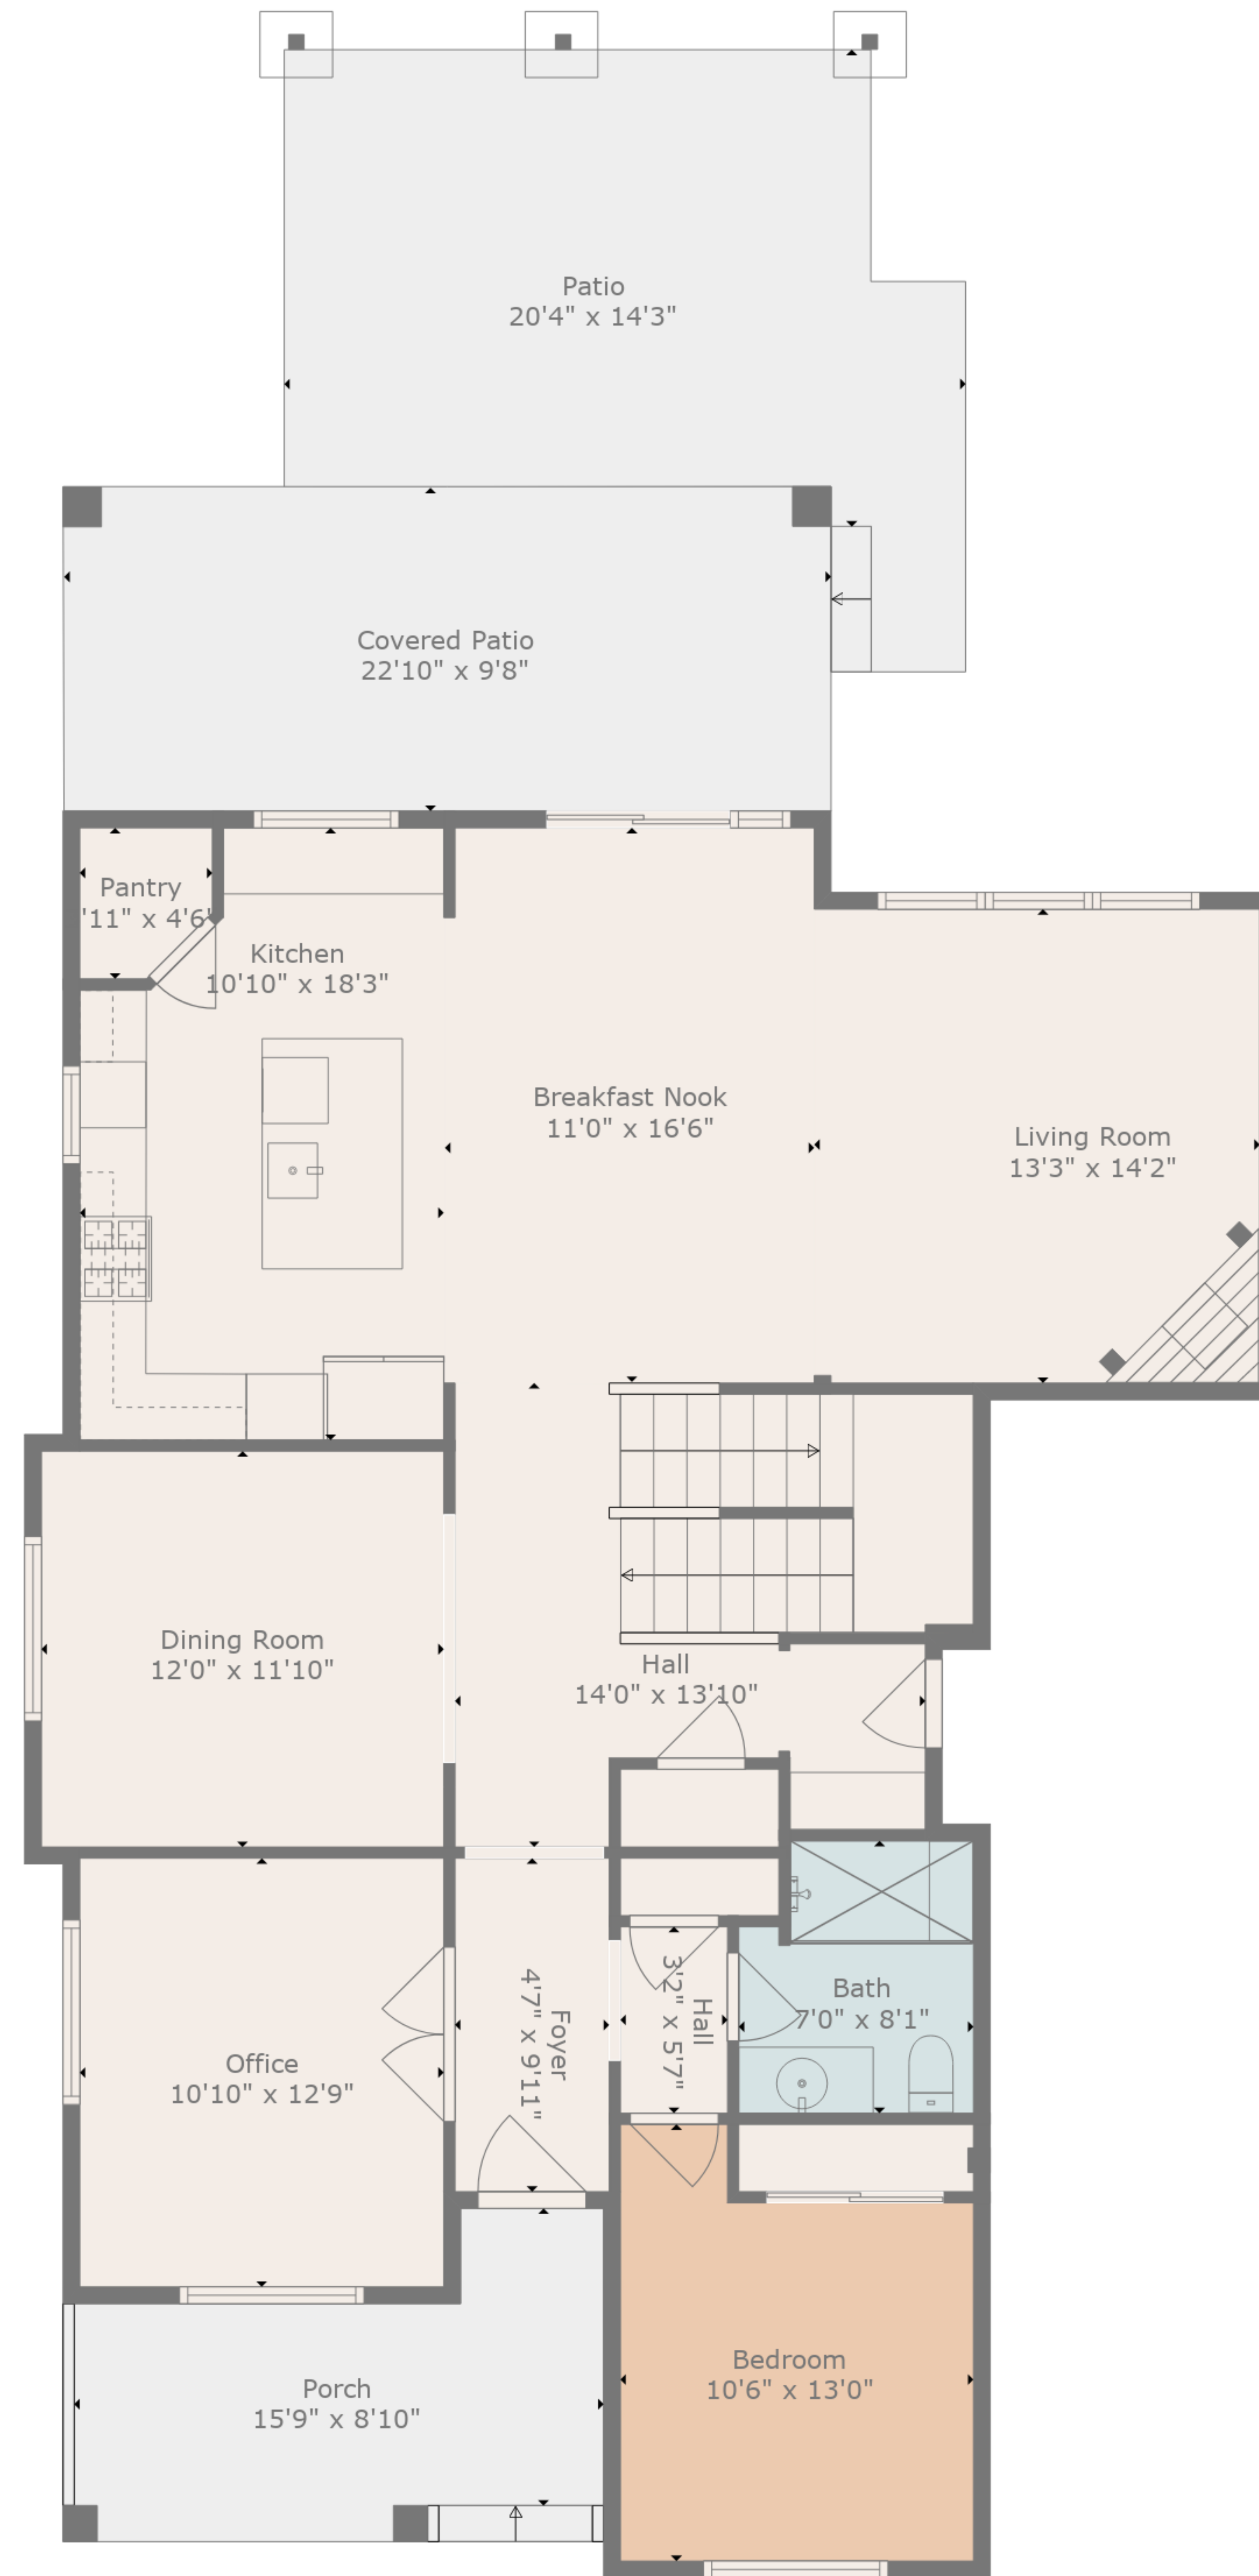 Patio
20'4" x 14'3"
Covered Patio
22'10" x 9'8"
Pantry
'11" x 4'6"
Kitchen
10'10" x 18'3"
Breakfast Nook
11'0" x 16'6"
Living Room
13'3" x 14'2"
Dining Room
12'0" x 11'10"
Hall
14'0" x 13'10"
Foyer
4'7" x 9'11"
Hall
3'2" x 5'7"
Bath
7'0" x 8'1"
Office
10'10" x 12'9"
Bedroom
10'6" x 13'0"
Porch
15'9" x 8'10"